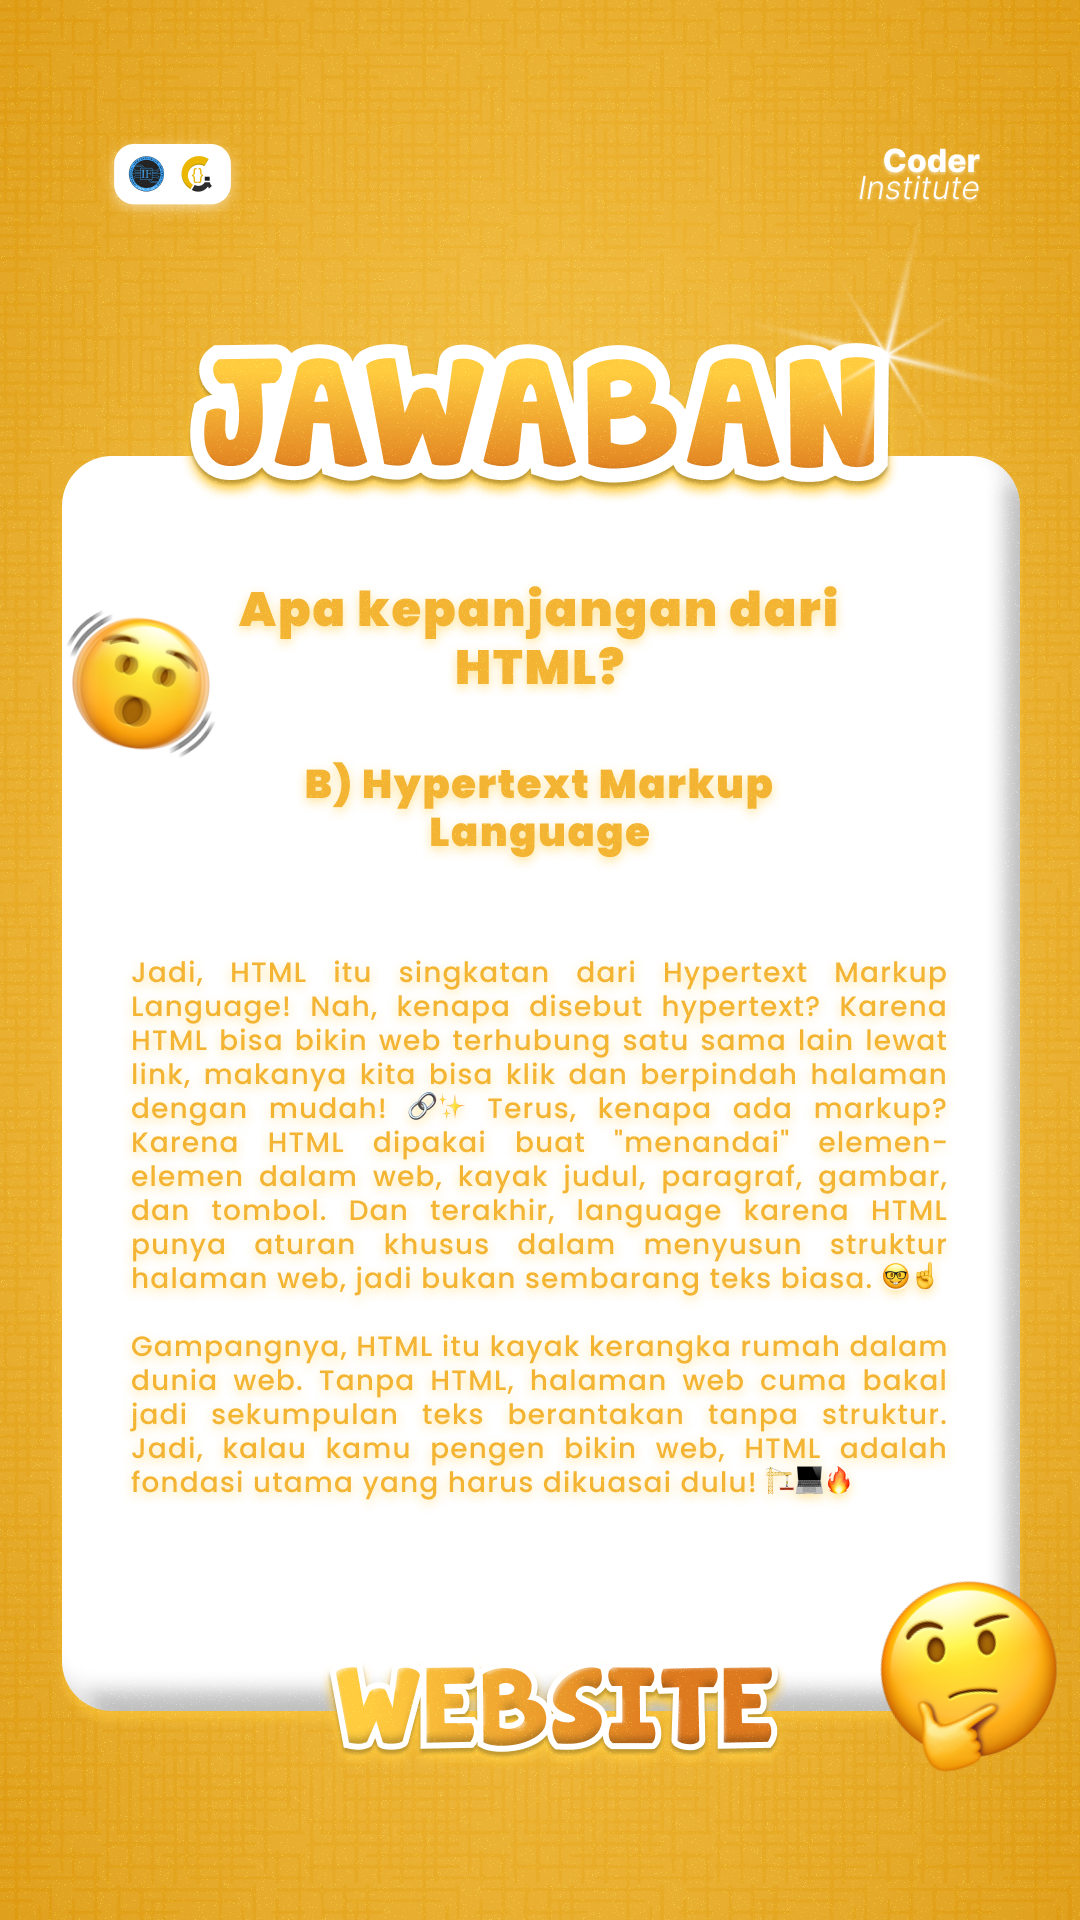 Coder
Institute
JAWABAN
Apa kepanjangan dari
HTML?
B) Hypertext Markup
Language
Jadi, HTML itu singkatan dari Hypertext Markup
Language! Nah, kenapa disebut hypertext? Karena
HTML bisa bikin web terhubung satu sama lain lewat
link, makanya kita bisa klik dan berpindah halaman
dengan mudah! 🔗✨ Terus, kenapa ada markup?
Karena HTML dipakai buat "menandai" elemen-
elemen dalam web, kayak judul, paragraf, gambar,
dan tombol. Dan terakhir, language karena HTML
punya aturan khusus dalam menyusun struktur
halaman web, jadi bukan sembarang teks biasa. 🤓☝️
Gampangnya, HTML itu kayak kerangka rumah dalam
dunia web. Tanpa HTML, halaman web cuma bakal
jadi sekumpulan teks berantakan tanpa struktur.
Jadi, kalau kamu pengen bikin web, HTML adalah
fondasi utama yang harus dikuasai dulu! 🏗️💻🔥
WEBSITE